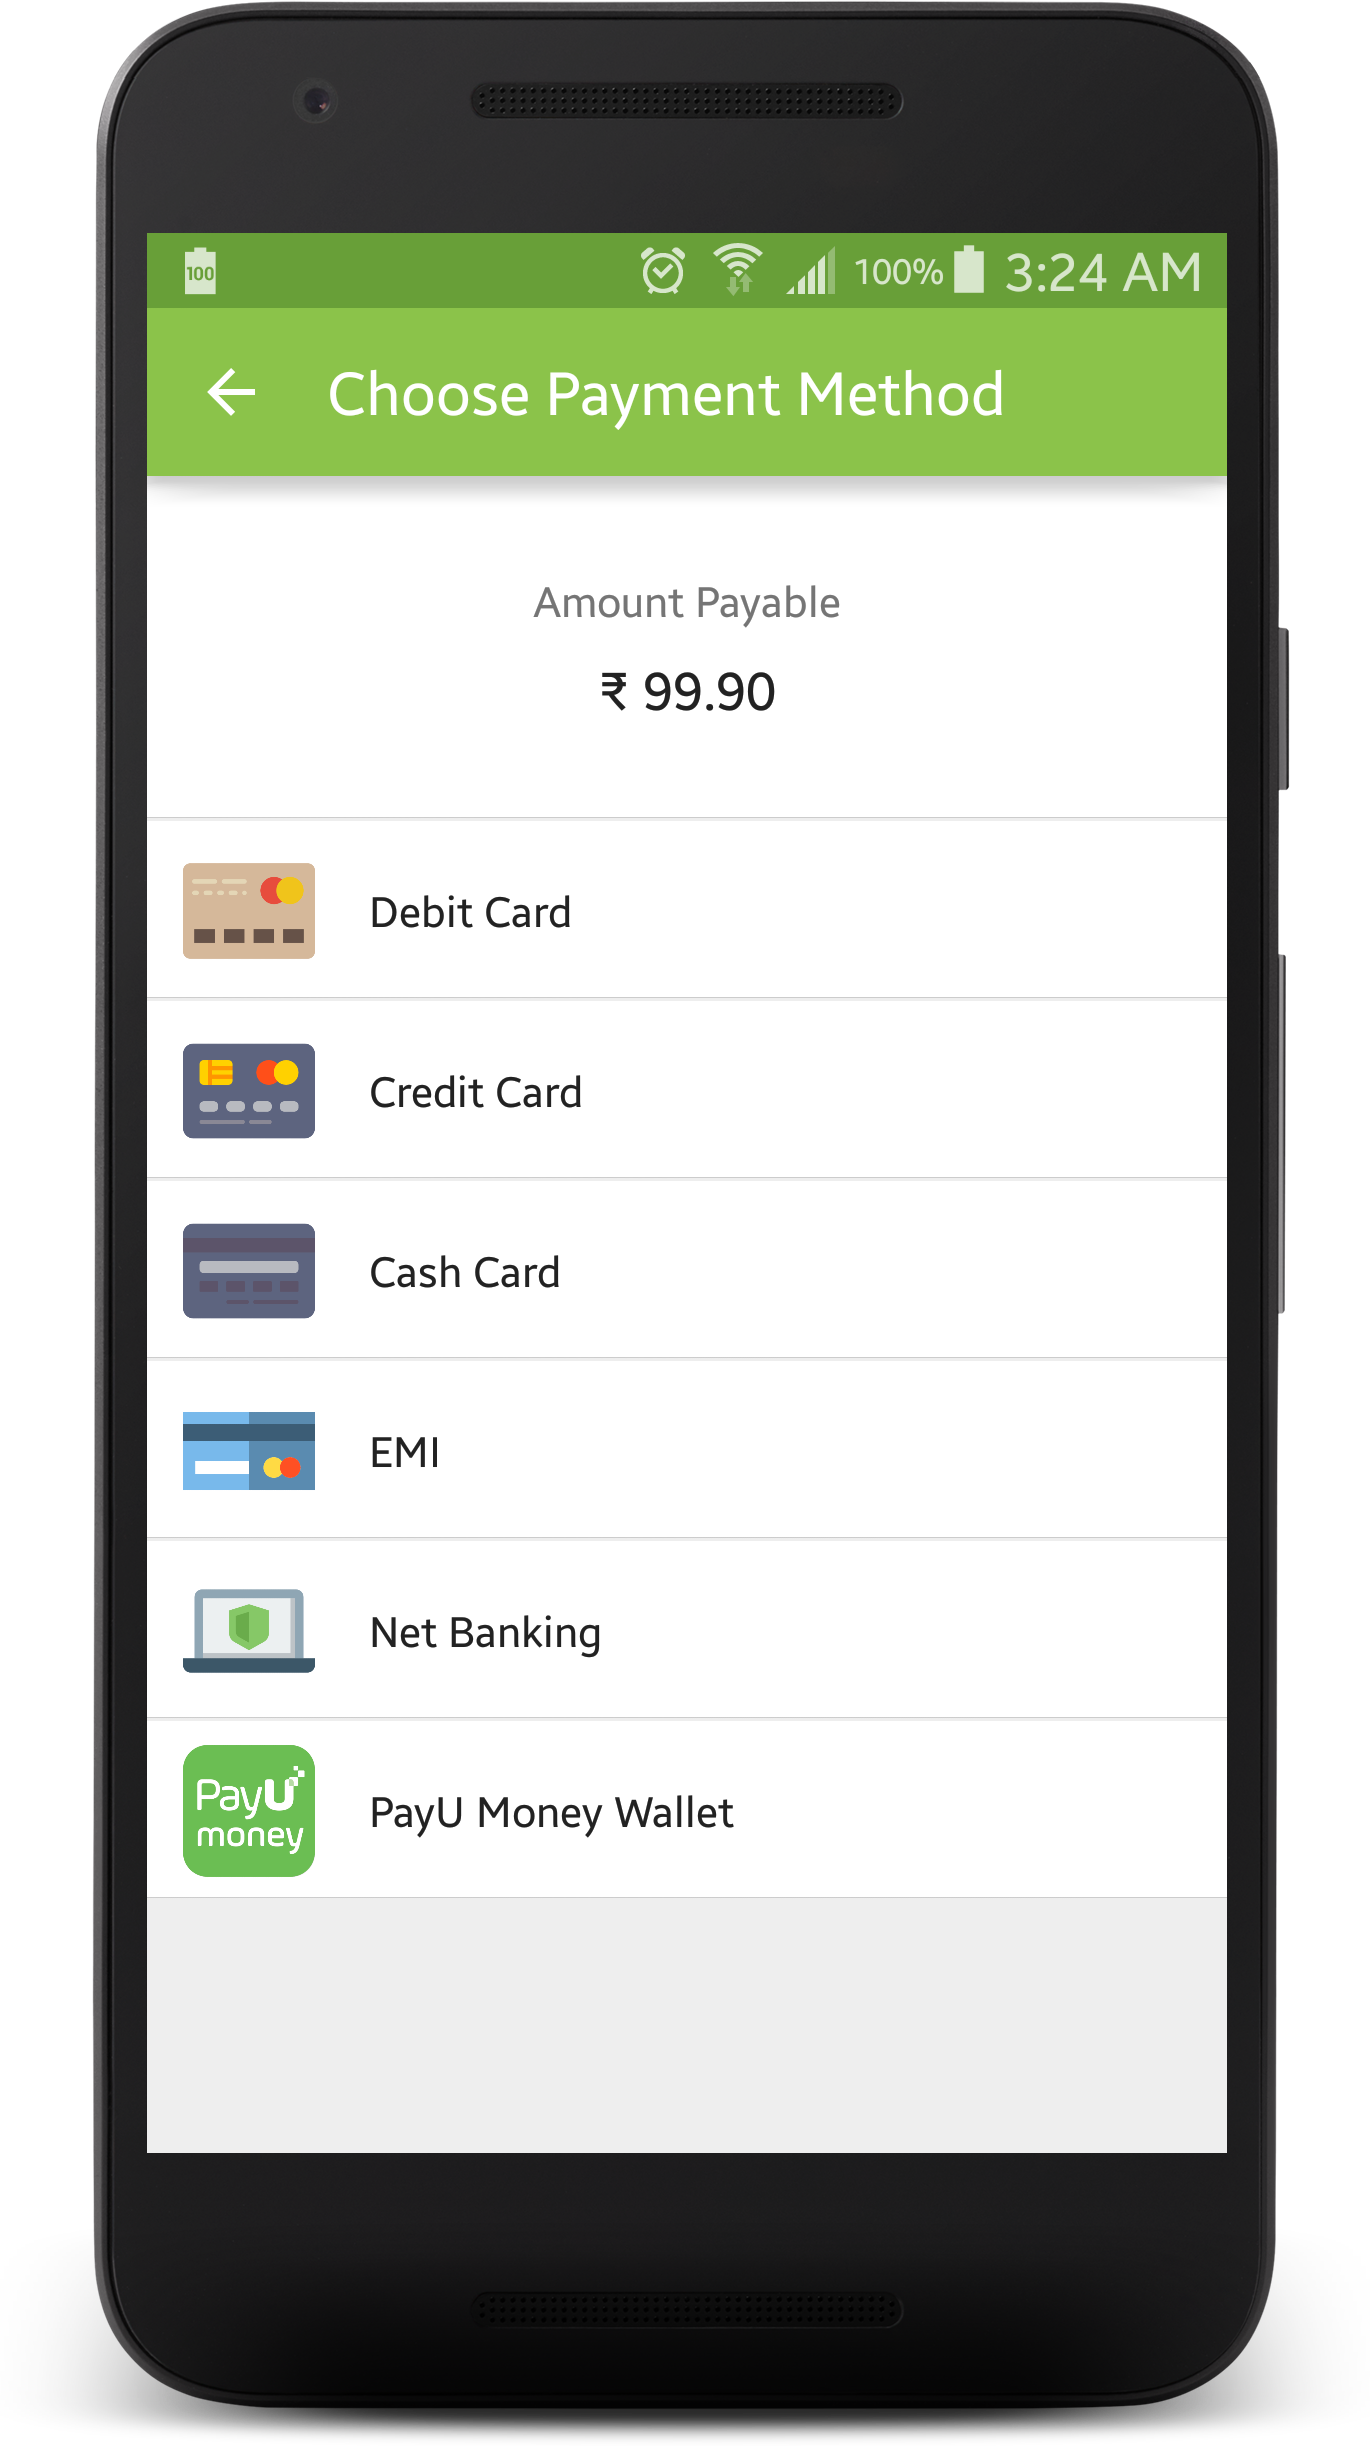 100
100% 3:24 AM
Choose Payment Method
Amount Payable
₹ 99.90
Debit Card
Credit Card
Cash Card
EMI
Net Banking
PayU
money
PayU Money Wallet